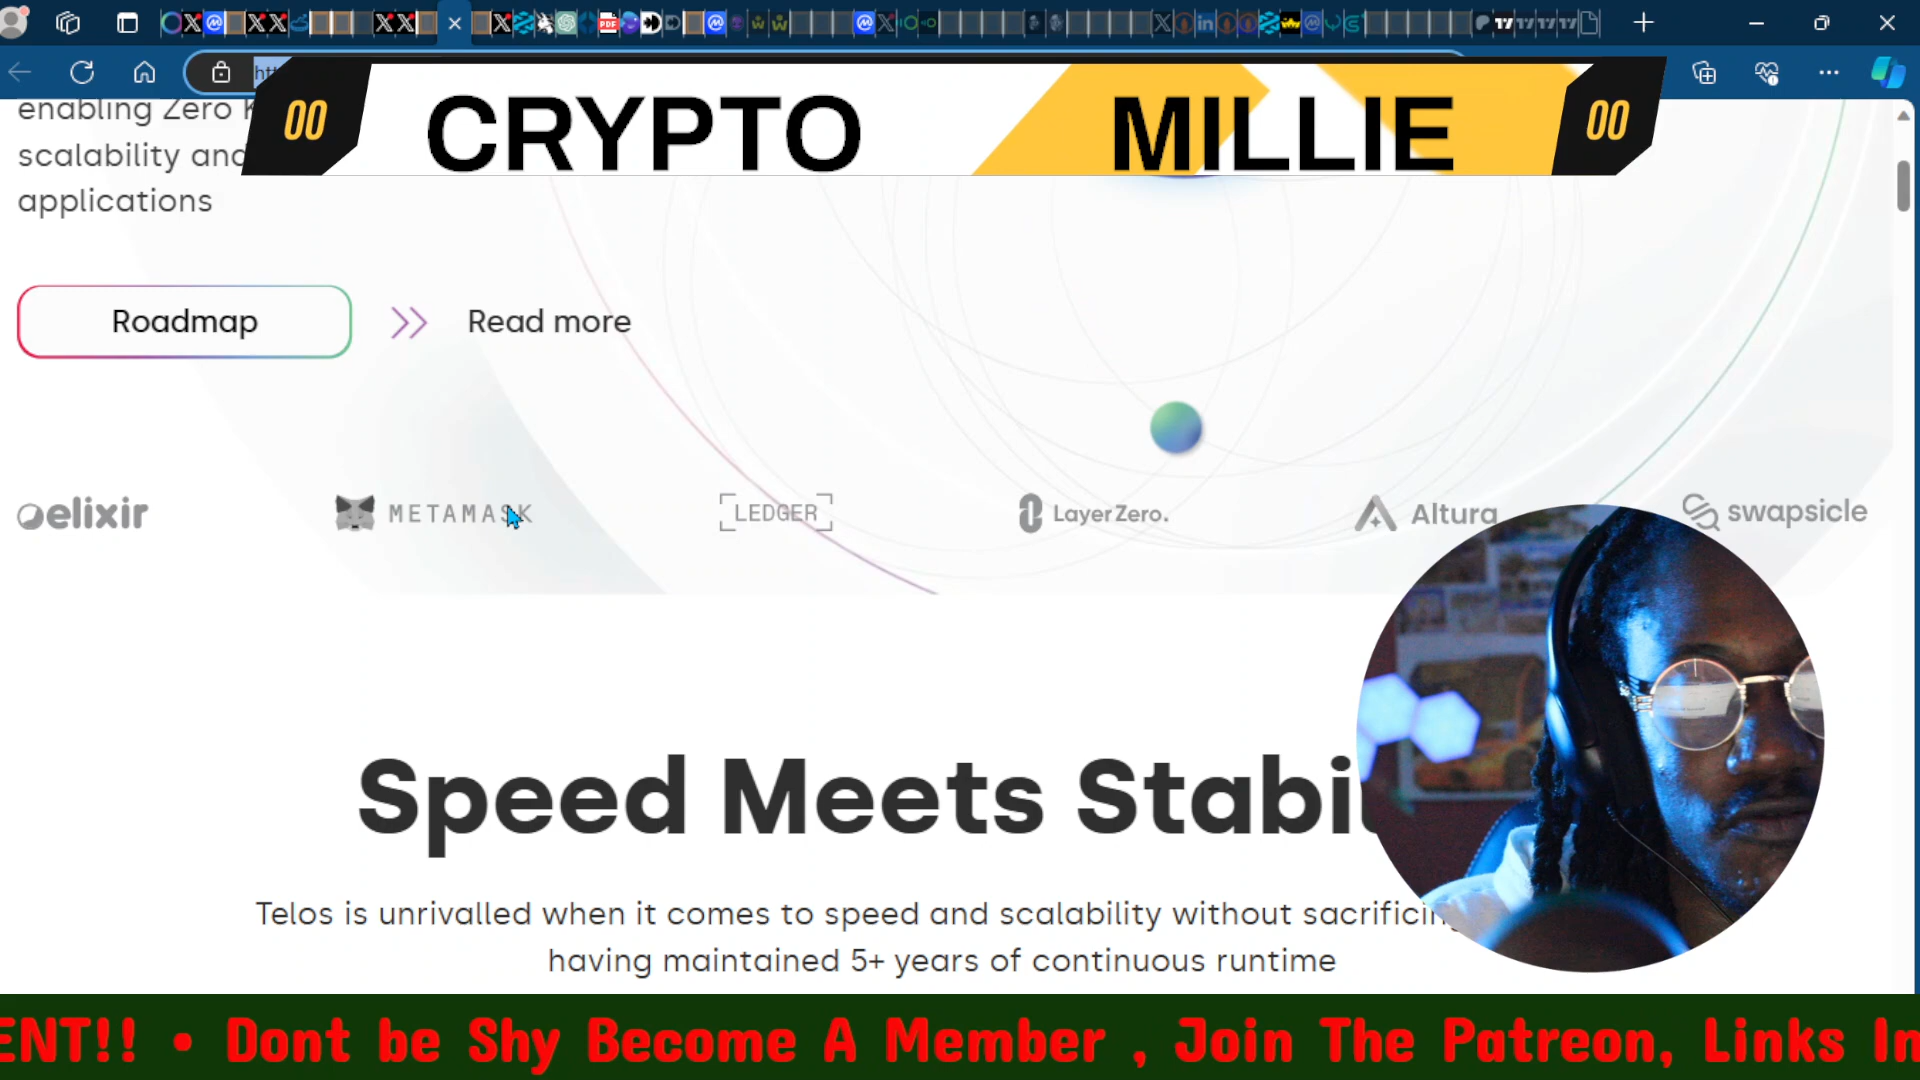 htt
00 CRYPTO MILLIE 00
enabling Zero K
scalability and
applications
Roadmap
Read more
elixir METAMASK LEDGER LayerZero. Altura swapsicle
Speed Meets Stabi
Telos is unrivalled when it comes to speed and scalability without sacrificin
having maintained 5+ years of continuous runtime
ENT!! • Dont be Shy Become A Member , Join The Patreon, Links In